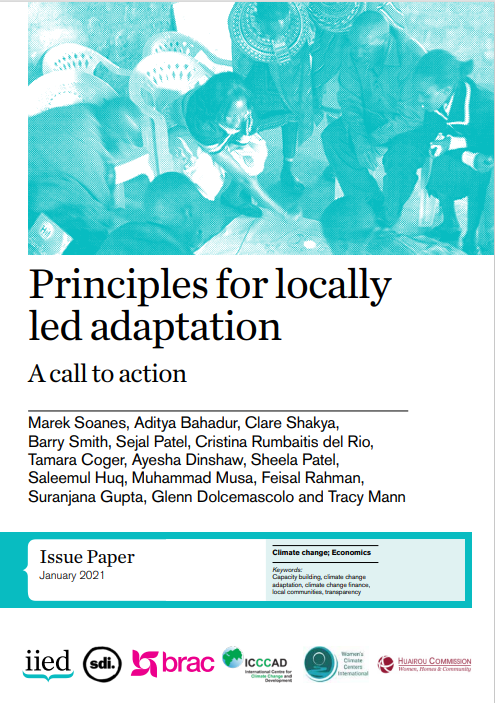 Principles for locally
led adaptation
A call to action
Marek Soanes, Aditya Bahadur, Clare Shakya,
Barry Smith, Sejal Patel, Cristina Rumbaitis del Rio,
Tamara Coger, Ayesha Dinshaw, Sheela Patel,
Saleemul Huq, Muhammad Musa, Feisal Rahman,
Suranjana Gupta, Glenn Dolcemascolo and Tracy Mann
Issue Paper
January 2021
Climate change; Economics
Keywords:
Capacity building, climate change
adaptation, climate change finance,
local communities, transparency
iied
sdi.
brac
ICCCAD
International Centre for
Climate Change and
Development
Women's
Climate Centers
International
HUAIROU COMMISSION
Women, Homes & Community